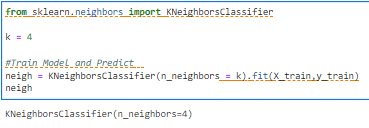 from sklearn.neighbors import KNeighborsClassifier
k = 4
#Train Model and Predict
neigh = KNeighborsClassifier(n_neighbors = k).fit(X_train,y_train)
neigh
KNeighborsClassifier(n_neighbors=4)